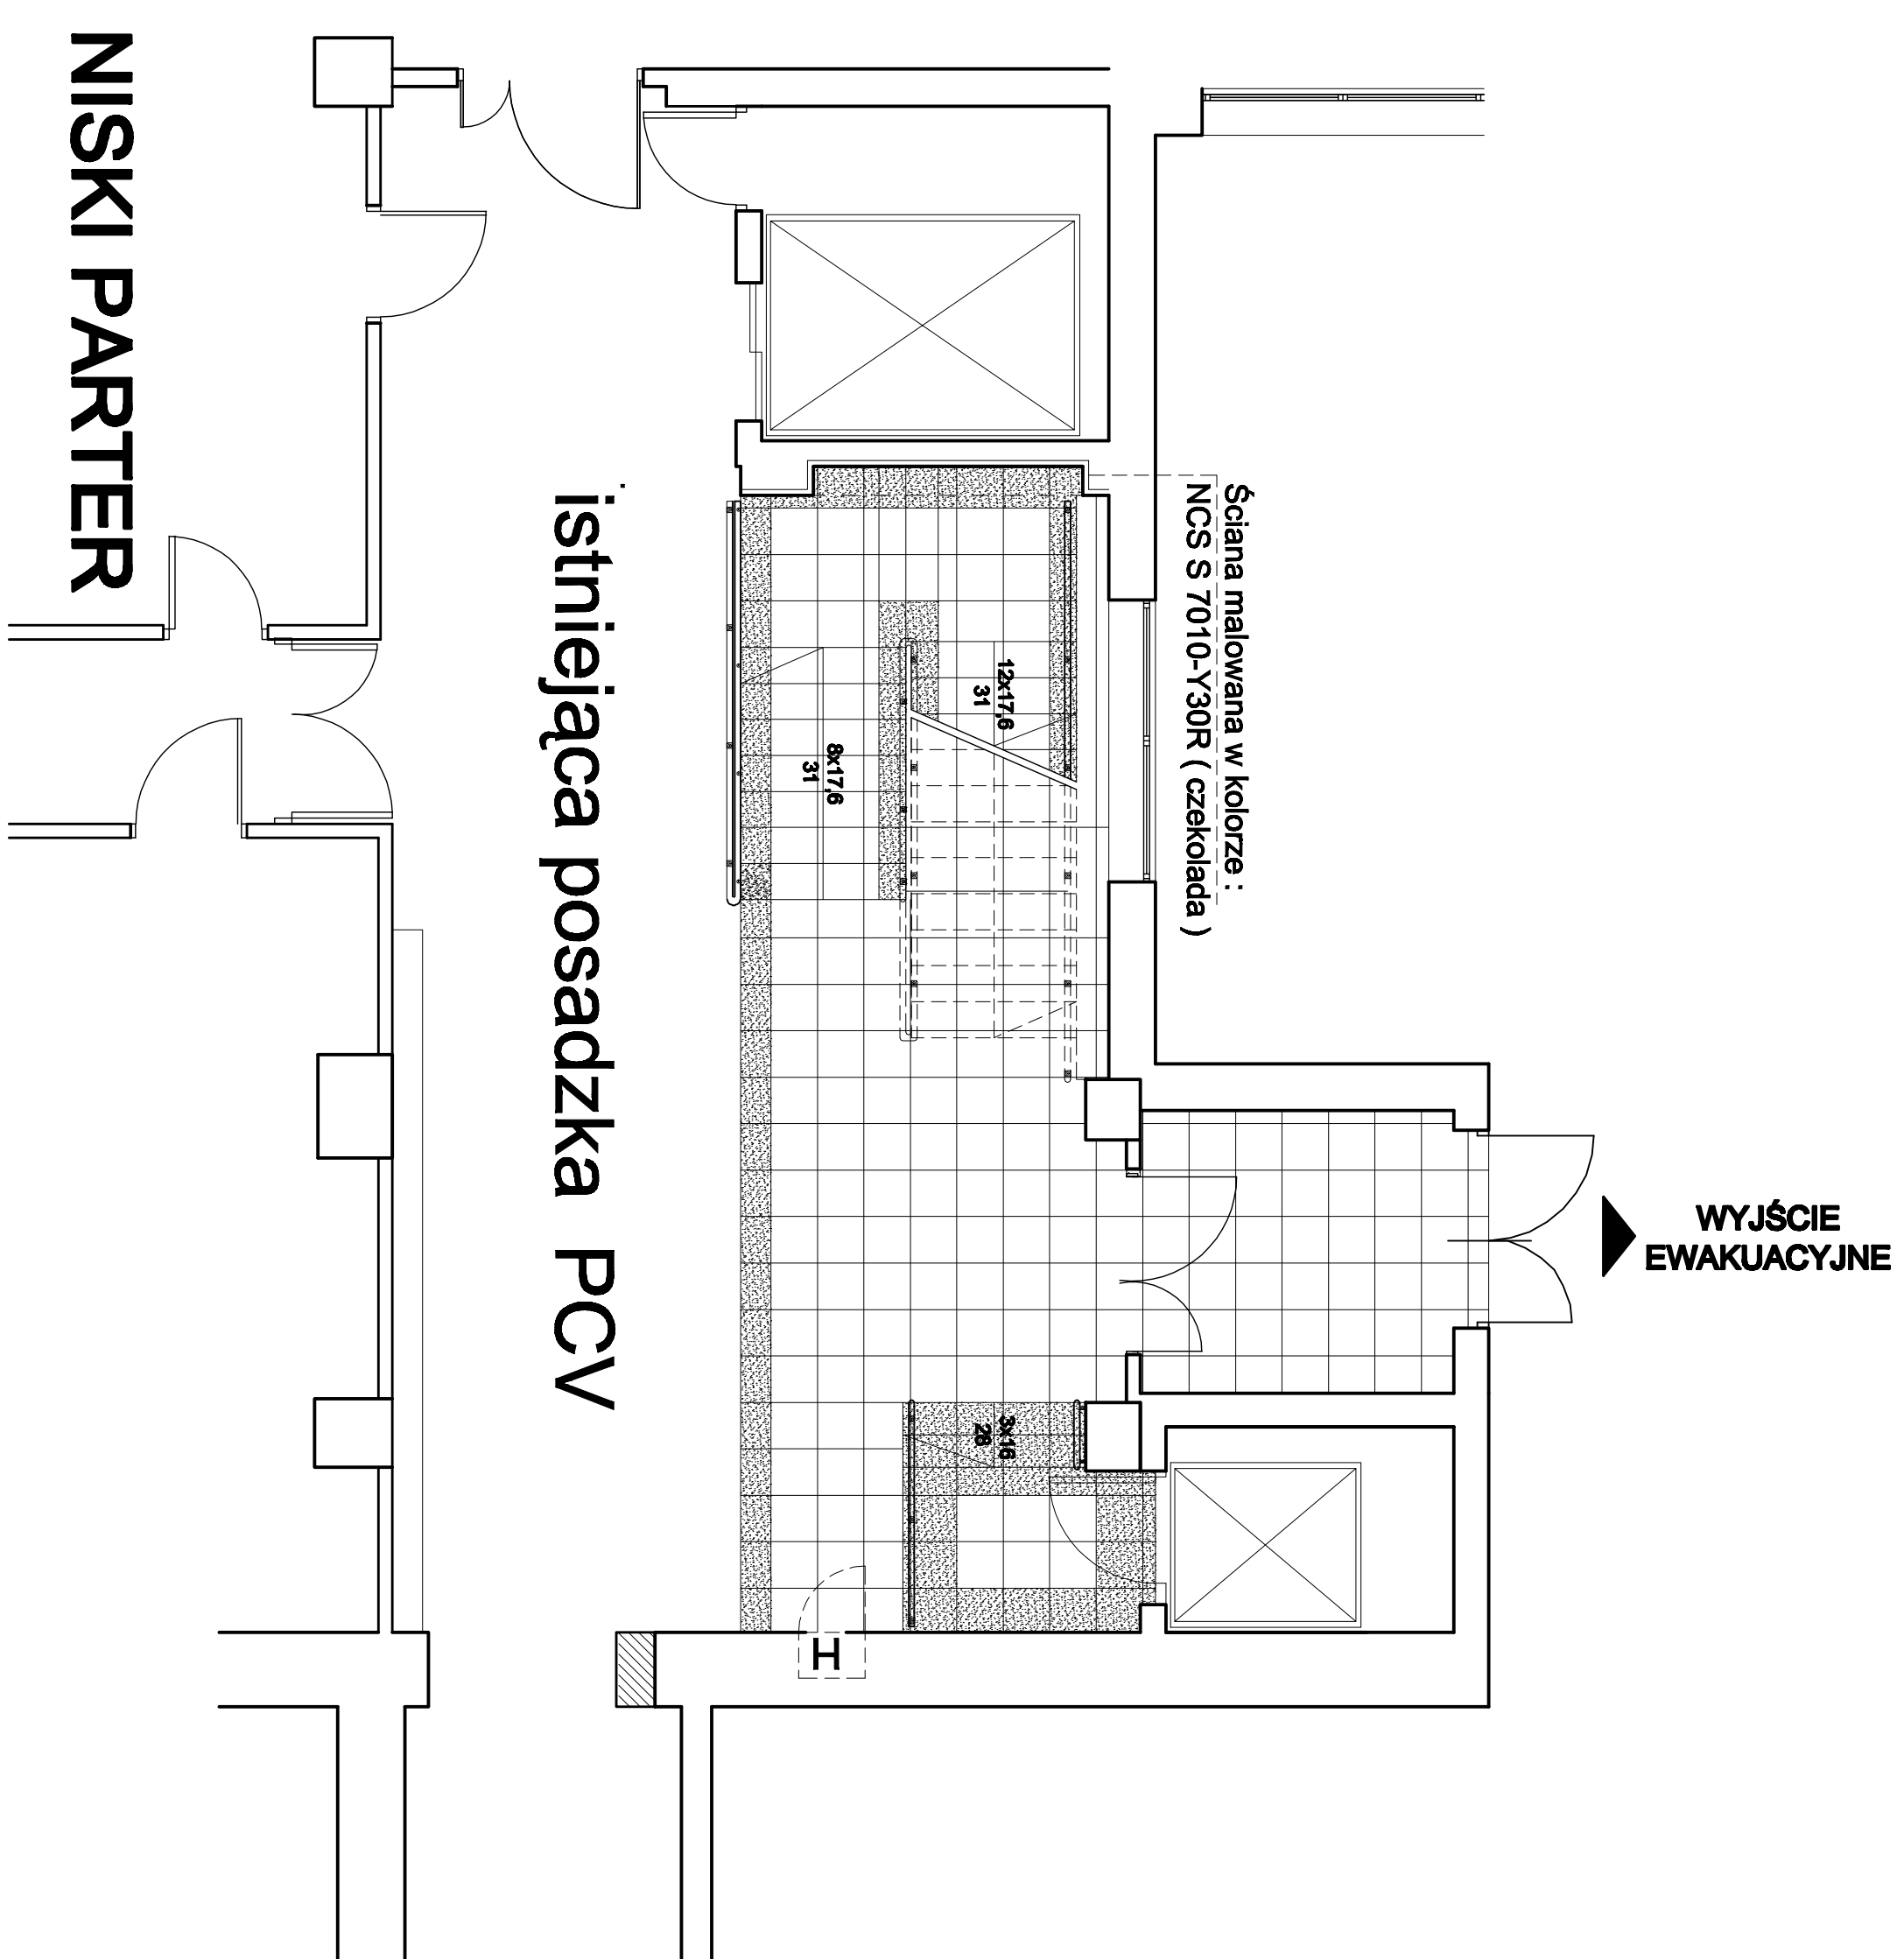 NISKI PARTER
istniejąca posadzka PCV
Ściana malowana w kolorze :
NCS S 7010-Y30R ( czekolada )
12x17,6
31
8x17,6
31
WYJŚCIE
EWAKUACYJNE
3x16
28
H